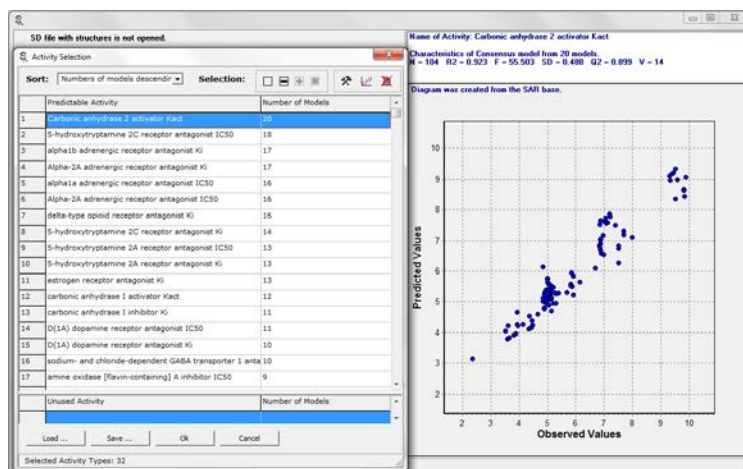 SD file with structures is not opened.
Activity Selection
Sort: Numbers of models descendir Selection:
Predictable Activity Number of Models
1 Carbonic anhydrase 2 activator Kact 20
2 5-hydroxytryptamine 2C receptor antagonist IC50 18
3 alpha1b adrenergic receptor antagonist Ki 17
4 Alpha-2A adrenergic receptor antagonist Ki 17
5 alpha1a adrenergic receptor antagonist IC50 16
6 Alpha-2A adrenergic receptor antagonist IC50 16
7 delta-type opioid receptor antagonist Ki 16
8 5-hydroxytryptamine 2C receptor antagonist Ki 14
9 5-hydroxytryptamine 2A receptor antagonist IC50 13
10 5-hydroxytryptamine 2A receptor antagonist Ki 13
11 estrogen receptor antagonist Ki 13
12 carbonic anhydrase I activator Kact 12
13 carbonic anhydrase I inhibitor Ki 11
14 D(1A) dopamine receptor antagonist IC50 11
15 D(1A) dopamine receptor antagonist Ki 10
16 sodium- and chloride-dependent GABA transporter 1 anta 10
17 amine oxidase [flavin-containing] A inhibitor IC50 9
Unused Activity Number of Models
Load ... Save ... Ok Cancel
Selected Activity Types: 32
Name of Activity: Carbonic anhydrase 2 activator Kact
Characteristics of Consensus model from 20 models.
N = 104 R2 = 0.923 F = 55.503 SD = 0.488 Q2 = 0.899 V = 14
Diagram was created from the SAR base.
Predicted Values
10
9
8
7
6
5
4
3
2
2 3 4 5 6 7 8 9 10
Observed Values